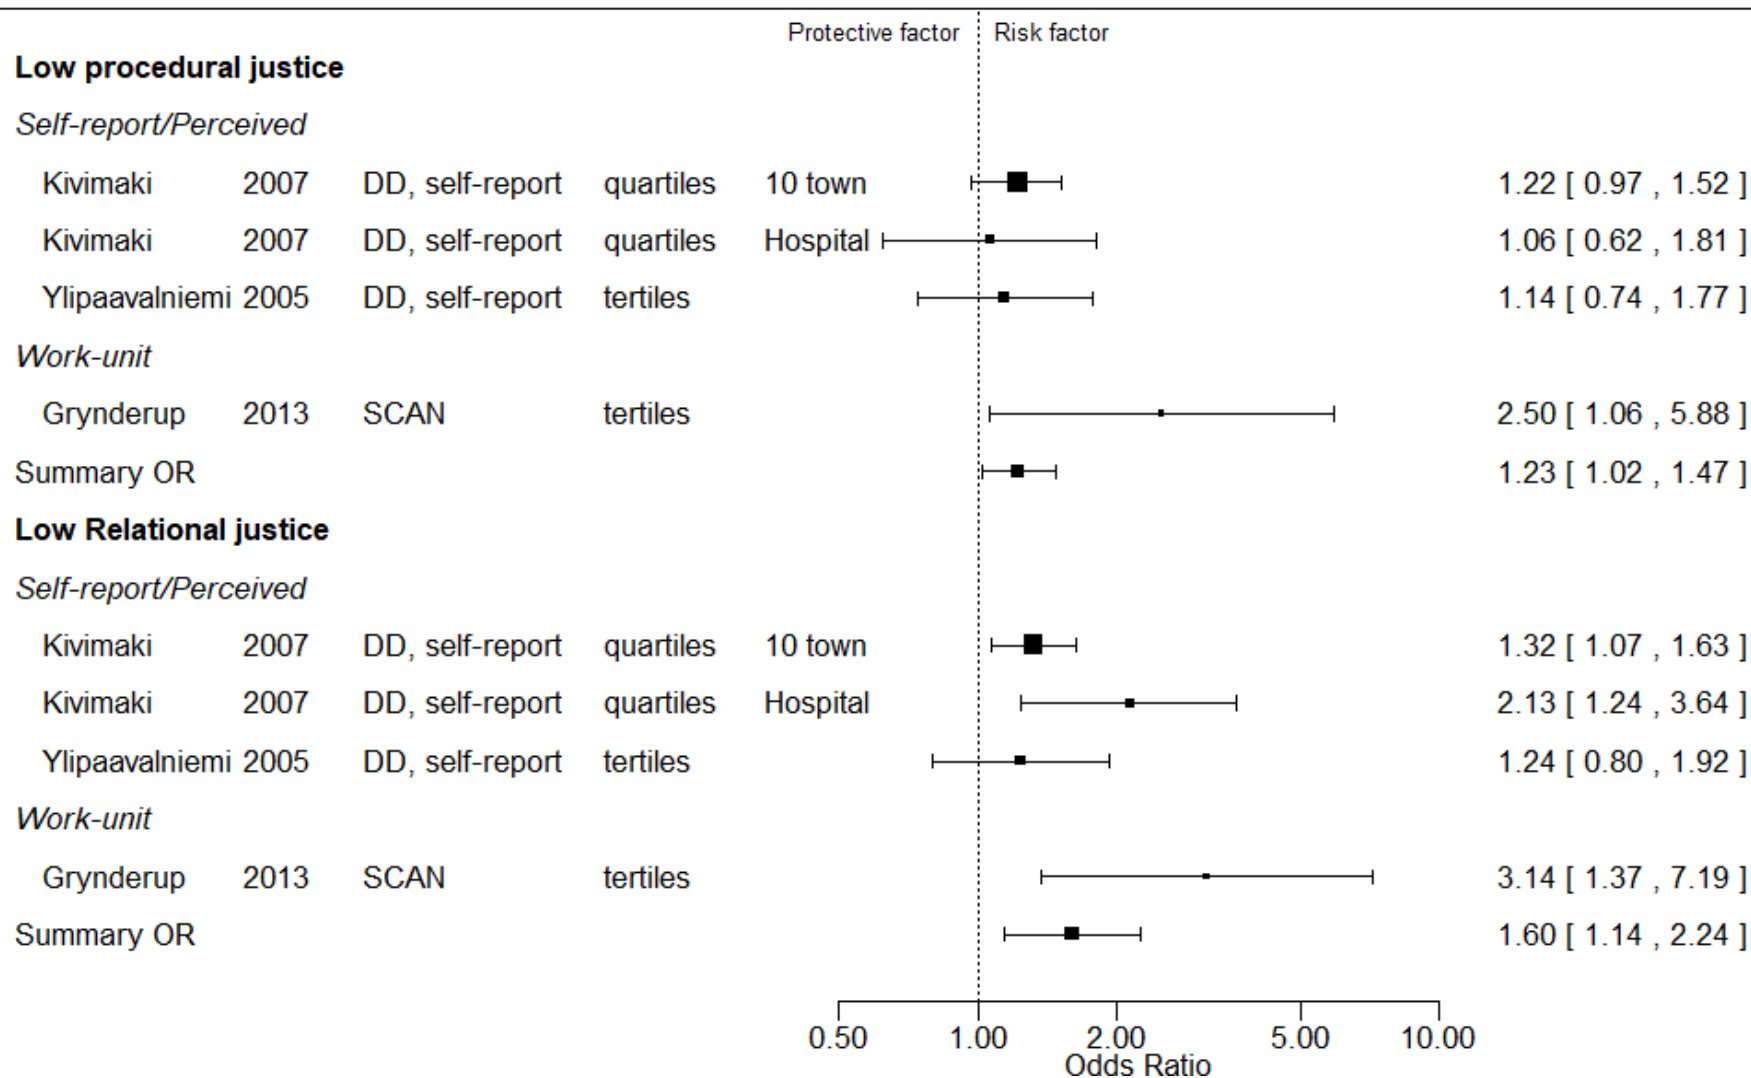 Protective factor Risk factor
Low procedural justice
Self-report/Perceived
Kivimaki 2007 DD, self-report quartiles 10 town 1.22 [ 0.97 , 1.52 ]
Kivimaki 2007 DD, self-report quartiles Hospital 1.06 [ 0.62 , 1.81 ]
Ylipaavalniemi 2005 DD, self-report tertiles 1.14 [ 0.74 , 1.77 ]
Work-unit
Grynderup 2013 SCAN tertiles 2.50 [ 1.06 , 5.88 ]
Summary OR 1.23 [ 1.02 , 1.47 ]
Low Relational justice
Self-report/Perceived
Kivimaki 2007 DD, self-report quartiles 10 town 1.32 [ 1.07 , 1.63 ]
Kivimaki 2007 DD, self-report quartiles Hospital 2.13 [ 1.24 , 3.64 ]
Ylipaavalniemi 2005 DD, self-report tertiles 1.24 [ 0.80 , 1.92 ]
Work-unit
Grynderup 2013 SCAN tertiles 3.14 [ 1.37 , 7.19 ]
Summary OR 1.60 [ 1.14 , 2.24 ]
0.50 1.00 2.00 5.00 10.00
Odds Ratio